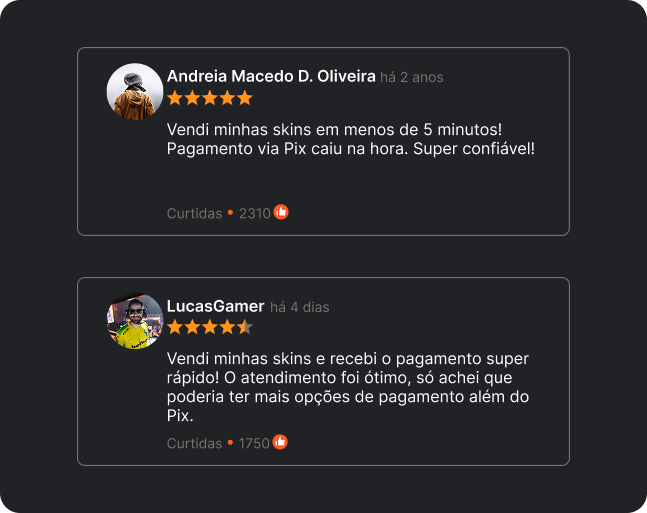 Andreia Macedo D. Oliveira há 2 anos
Vendi minhas skins em menos de 5 minutos!
Pagamento via Pix caiu na hora. Super confiável!
Curtidas • 2310
LucasGamer há 4 dias
Vendi minhas skins e recebi o pagamento super
rápido! O atendimento foi ótimo, só achei que
poderia ter mais opções de pagamento além do
Pix.
Curtidas • 1750